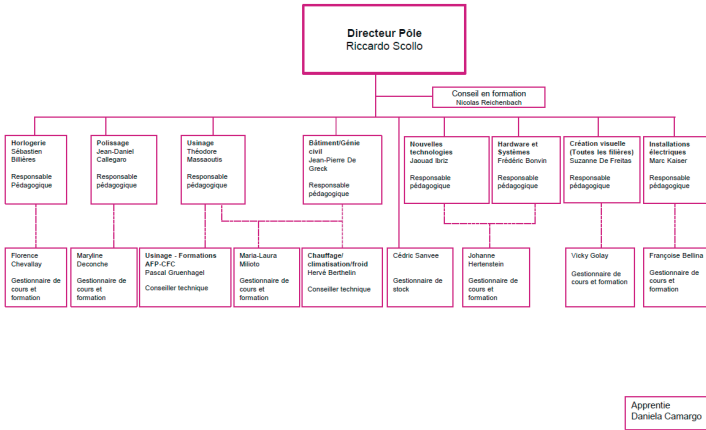 Directeur Pôle
Riccardo Scollo
Conseil en formation
Nicolas Reichenbach
Horlogerie
Sébastien
Billières
Responsable
Pédagogique
Polissage
Jean-Daniel
Callegaro
Responsable
pédagogique
Usinage
Théodore
Massaoutis
Responsable
Pédagogique
Bâtiment/Génie
civil
Jean-Pierre De
Greck
Responsable
pédagogique
Nouvelles
technologies
Jaouad Ibriz
Responsable
pédagogique
Hardware et
Systèmes
Frédéric Bonvin
Responsable
pédagogique
Création visuelle
(Toutes les filières)
Suzanne De Freitas
Responsable
pédagogique
Installations
électriques
Marc Kaiser
Responsable
pédagogique
Florence
Chevallay
Gestionnaire de
cours et
formation
Maryline
Deconche
Gestionnaire de
cours et
formation
Usinage - Formations
AFP-CFC
Pascal Gruenhagel
Conseiller technique
Maria-Laura
Milioto
Gestionnaire de
cours et
formation
Chauffage/
climatisation/froid
Hervé Berthelin
Conseiller technique
Cédric Sanvee
Gestionnaire de
stock
Johanne
Hertenstein
Gestionnaire de
cours et
formation
Vicky Golay
Gestionnaire de
cours et formation
Françoise Bellina
Gestionnaire de
cours et
formation
Apprentie
Daniela Camargo